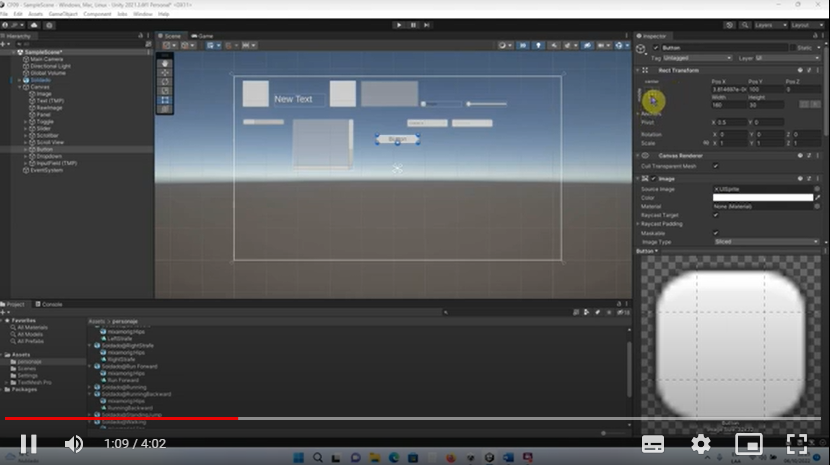 CP09 - SampleScene - Windows, Mac, Linux - Unity 2021.3.8f1 Personal* <DX11>
File Edit Assets GameObject Component Jobs Window Help
Layers Layout
Hierarchy
SampleScene*
Main Camera
Directional Light
Global Volume
Soldado
Canvas
Image
Text (TMP)
RawImage
Panel
Toggle
Slider
Scrollbar
Scroll View
Button
Dropdown
InputField (TMP)
EventSystem
Scene Game
New Text
Button
Inspector
Button Static
Tag Untagged Layer UI
Rect Transform
center Pos X Pos Y Pos Z
100 0
Width Height
160 30
Anchors
Pivot X 0.5 Y 0
Rotation X 0 Y 0 Z 0
Scale X 1 Y 1 Z 1
Canvas Renderer
Cull Transparent Mesh
Image
Source Image UISprite
Color
Material None (Material)
Raycast Target
Raycast Padding
Maskable
Image Type Sliced
Button
Button
Project Console
Favorites
All Materials
All Models
All Prefabs
Assets
personaje
Scenes
Settings
TextMesh Pro
Packages
Assets > personaje
mixamorig:Hips
LeftStrafe
Soldado@RightStrafe
mixamorig:Hips
RightStrafe
Soldado@Run Forward
mixamorig:Hips
Run Forward
Soldado@Running
Soldado@RunningBackward
mixamorig:Hips
RunningBackward
Soldado@StandingJump
Soldado@Walking
mixamorig:Hips
1:09 / 4:02